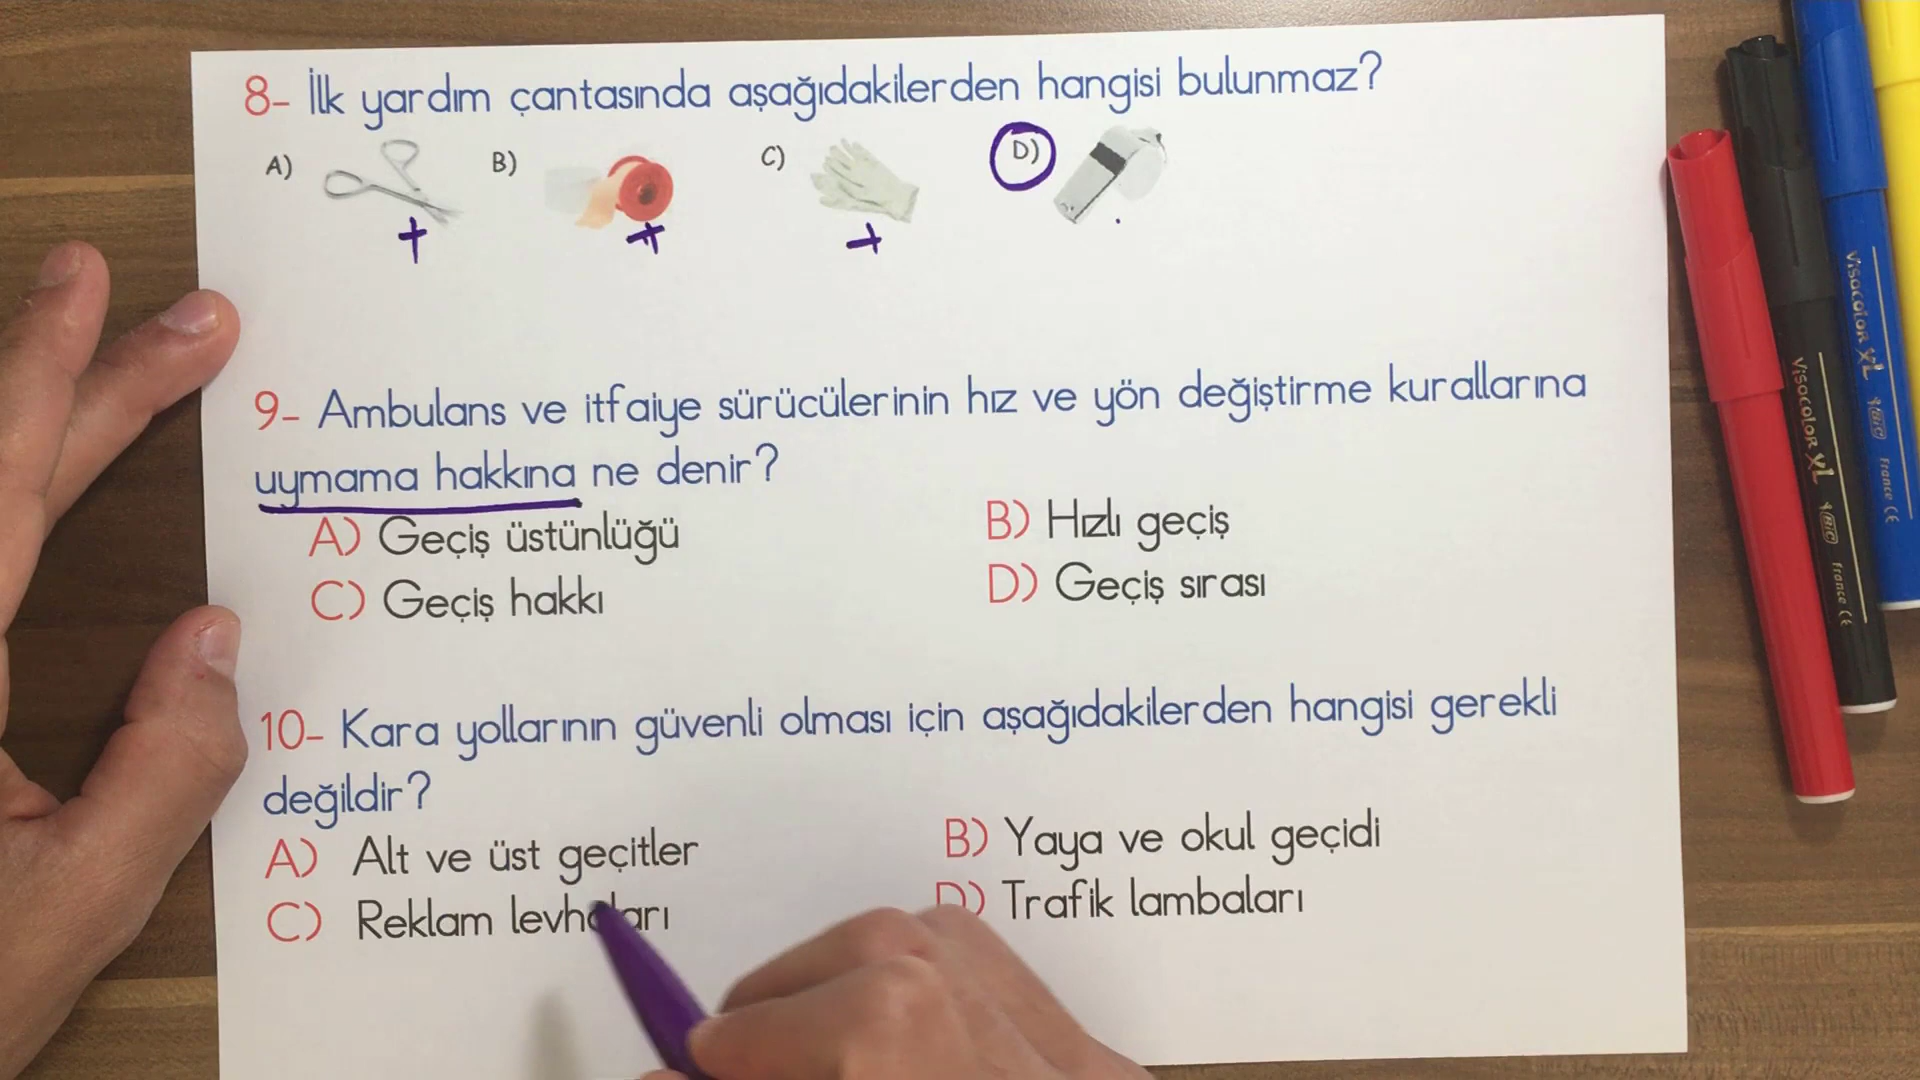 8- İlk yardım çantasında aşağıdakilerden hangisi bulunmaz?
A) B) C) D)
9- Ambulans ve itfaiye sürücülerinin hız ve yön değiştirme kurallarına
uymama hakkına ne denir?
A) Geçiş üstünlüğü B) Hızlı geçiş
C) Geçiş hakkı D) Geçiş sırası
10- Kara yollarının güvenli olması için aşağıdakilerden hangisi gerekli
değildir?
A) Alt ve üst geçitler B) Yaya ve okul geçidi
C) Reklam levhaları D) Trafik lambaları
VISACOLOR XL BIC France CE
VISACOLOR XL BIC France CE